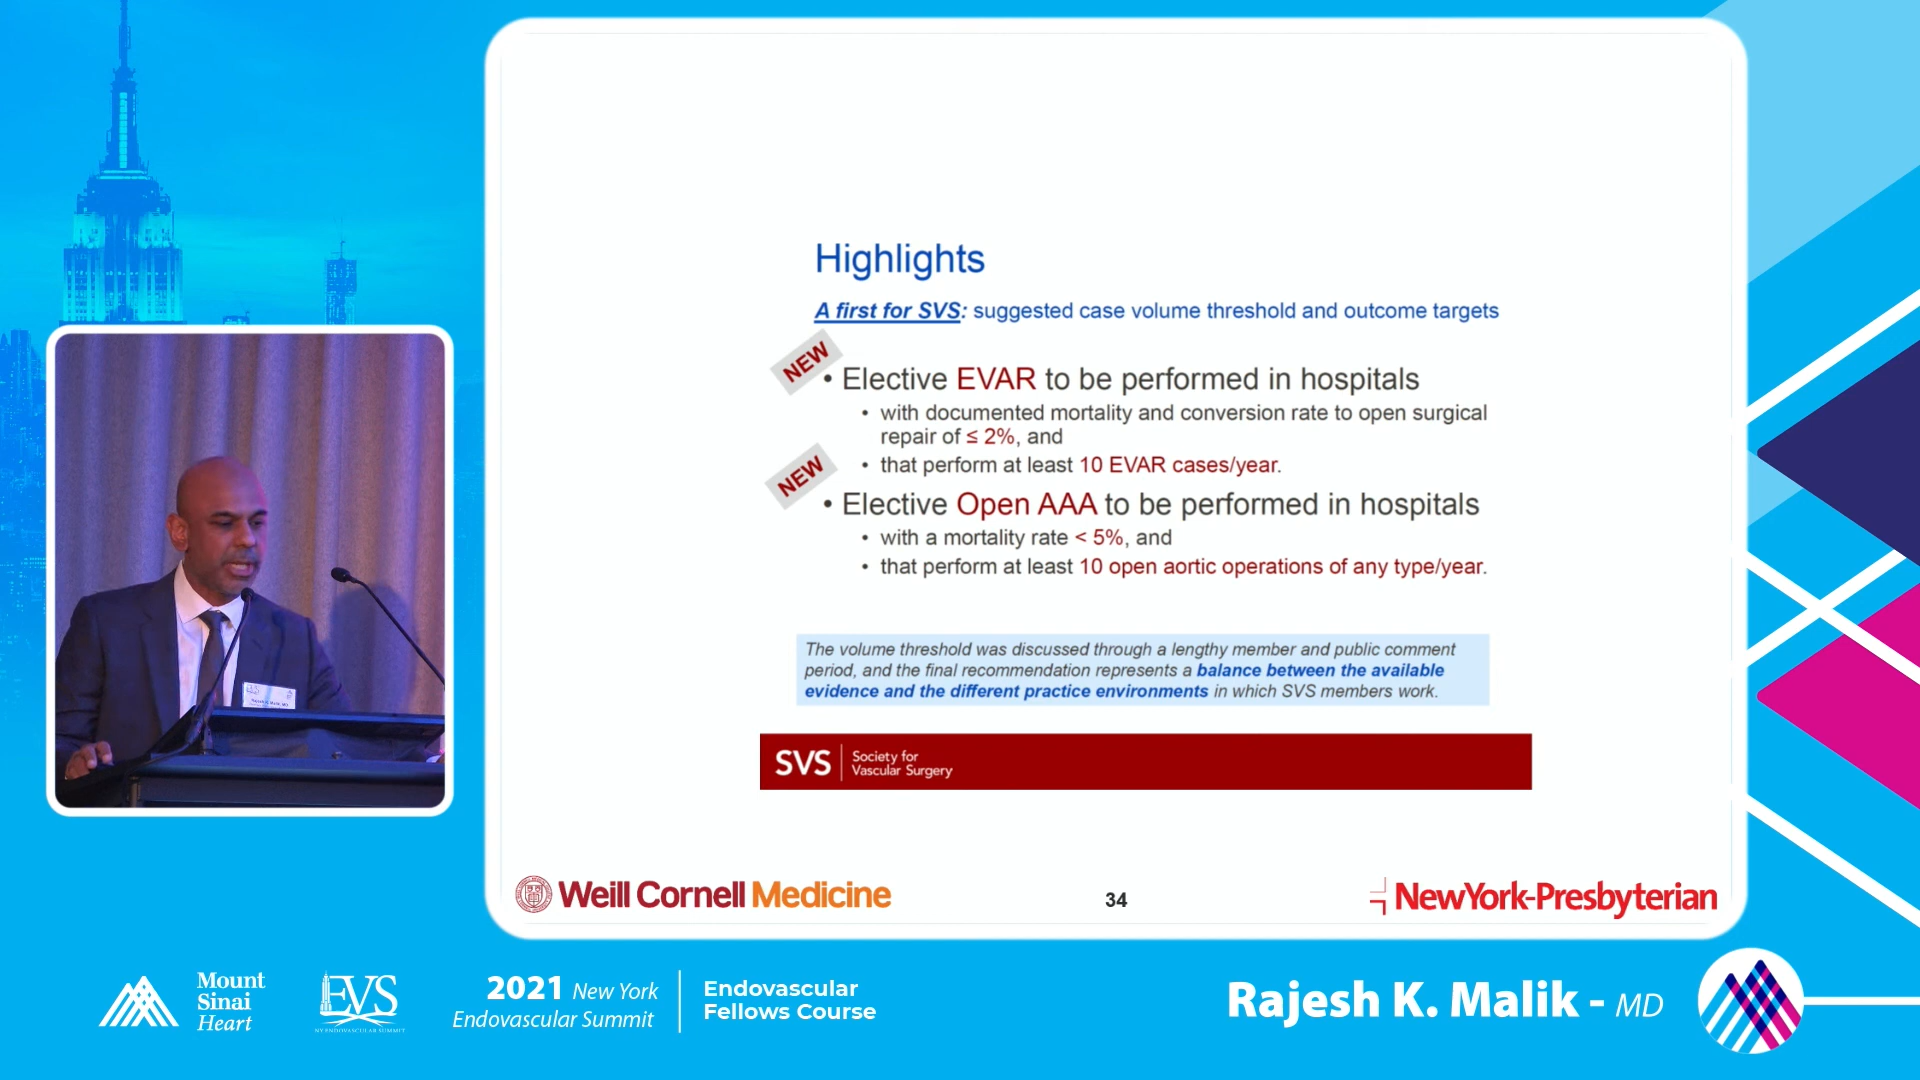 Highlights
A first for SVS: suggested case volume threshold and outcome targets
NEW
• Elective EVAR to be performed in hospitals
• with documented mortality and conversion rate to open surgical
repair of ≤ 2%, and
• that perform at least 10 EVAR cases/year.
NEW
• Elective Open AAA to be performed in hospitals
• with a mortality rate < 5%, and
• that perform at least 10 open aortic operations of any type/year.
The volume threshold was discussed through a lengthy member and public comment
period, and the final recommendation represents a balance between the available
evidence and the different practice environments in which SVS members work.
SVS
Society for
Vascular Surgery
Weill Cornell Medicine
34
NewYork-Presbyterian
Mount
Sinai
Heart
EVS
NY ENDOVASCULAR SUMMIT
2021 New York
Endovascular Summit
Endovascular
Fellows Course
Rajesh K. Malik - MD